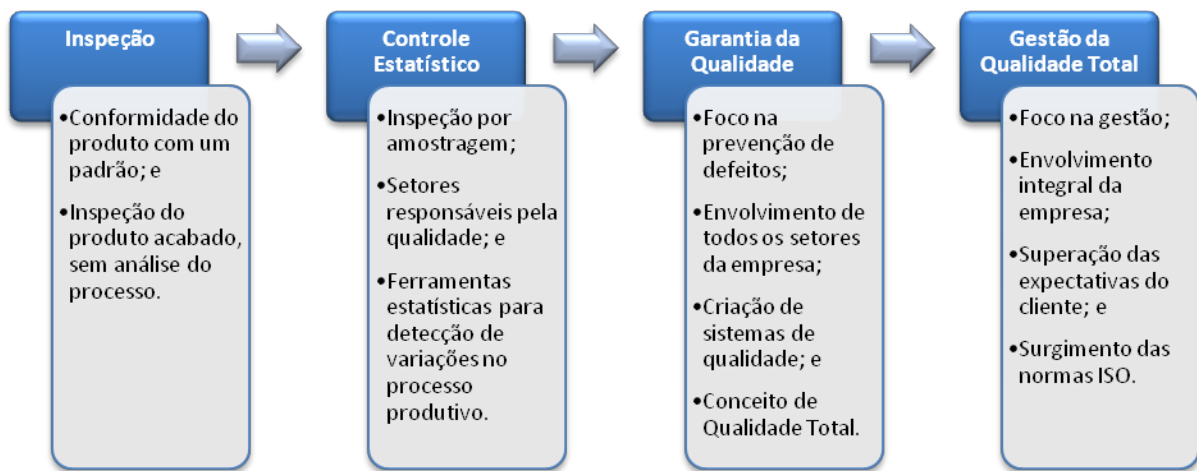 Inspeção
•Conformidade do
produto com um
padrão; e
•Inspeção do
produto acabado,
sem análise do
processo.
Controle
Estatístico
•Inspeção por
amostragem;
•Setores
responsáveis pela
qualidade; e
•Ferramentas
estatísticas para
detecção de
variações no
processo
produtivo.
Garantia da
Qualidade
•Foco na
prevenção de
defeitos;
•Envolvimento de
todos os setores
da empresa;
•Criação de
sistemas de
qualidade; e
•Conceito de
Qualidade Total.
Gestão da
Qualidade Total
•Foco na gestão;
•Envolvimento
integral da
empresa;
•Superação das
expectativas do
cliente; e
•Surgimento das
normas ISO.